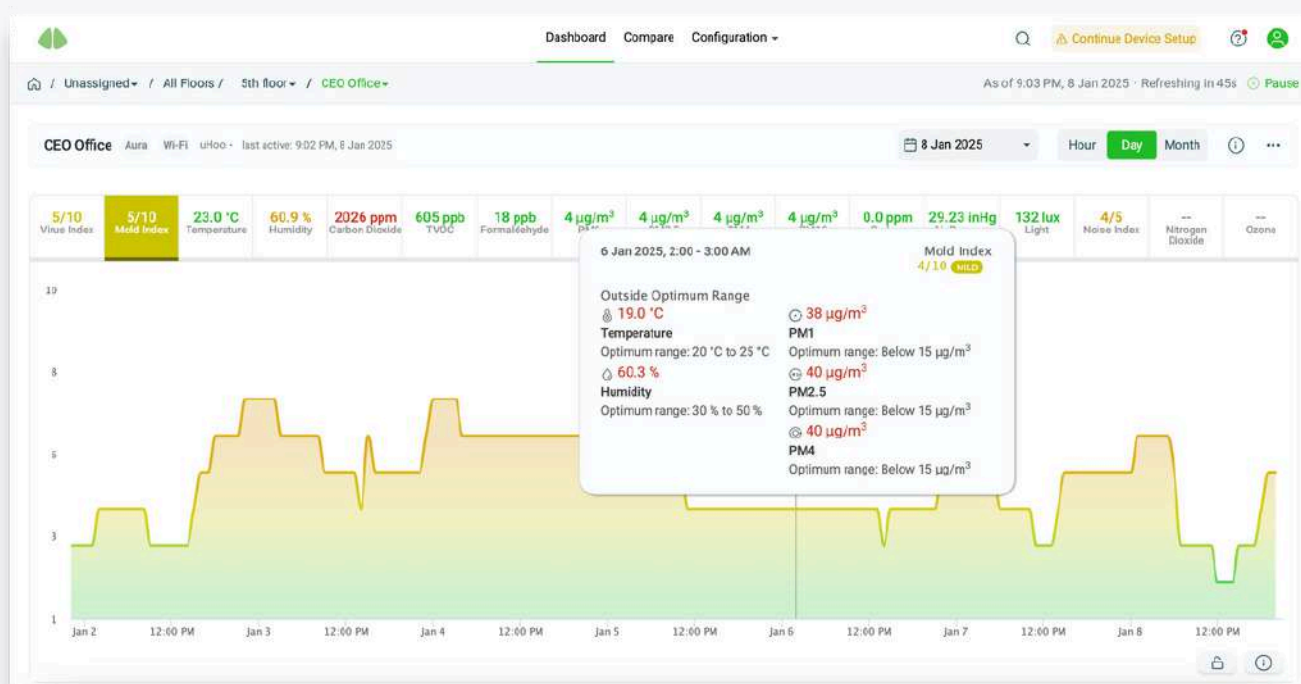 Dashboard Compare Configuration
Continue Device Setup
/ Unassigned / All Floors / 5th floor / CEO Office
As of 9:03 PM, 8 Jan 2025 · Refreshing in 45s Pause
CEO Office Aura Wi-Fi uHoo - last active: 9:02 PM, 8 Jan 2025
8 Jan 2025
Hour Day Month
5/10 5/10 23.0 °C 60.9 % 2026 ppm 605 ppb 18 ppb 4 µg/m³ 4 µg/m³ 4 µg/m³ 4 µg/m³ 0.0 ppm 29.23 inHg 132 lux 4/5 -- --
Virus Index Mold Index Temperature Humidity Carbon Dioxide TVOC Formaldehyde Light Noise Index Nitrogen Dioxide Ozone
6 Jan 2025, 2:00 - 3:00 AM
Mold Index
4/10 MILD
Outside Optimum Range
19.0 °C
Temperature
Optimum range: 20 °C to 25 °C
60.3 %
Humidity
Optimum range: 30 % to 50 %
38 µg/m³
PM1
Optimum range: Below 15 µg/m³
40 µg/m³
PM2.5
Optimum range: Below 15 µg/m³
40 µg/m³
PM4
Optimum range: Below 15 µg/m³
10
8
3
1
Jan 2 12:00 PM Jan 3 12:00 PM Jan 4 12:00 PM Jan 5 12:00 PM Jan 6 12:00 PM Jan 7 12:00 PM Jan 8 12:00 PM